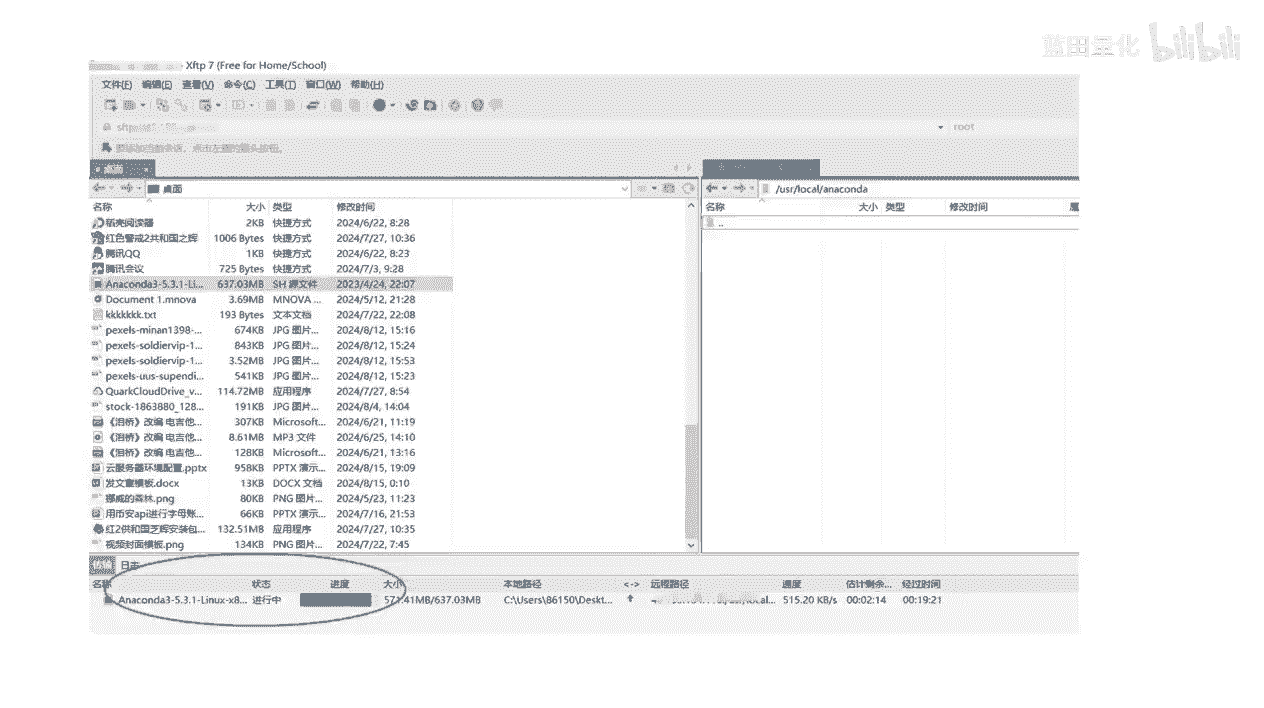 蓝田量化 bilibili
Xftp 7 (Free for Home/School)
文件(F) 编辑(E) 查看(V) 命令(C) 工具(T) 窗口(W) 帮助(H)
root
桌面
桌面 /usr/local/anaconda
名称 大小 类型 修改时间 名称 大小 类型 修改时间
稻壳阅读器 2KB 快捷方式 2024/6/22, 8:28
..
红色警戒2共和国之辉 1006 Bytes 快捷方式 2024/7/27, 10:36
腾讯QQ 1KB 快捷方式 2024/6/22, 8:23
腾讯会议 725 Bytes 快捷方式 2024/7/3, 9:28
Anaconda3-5.3.1-Li... 637.03MB SH 源文件 2023/4/24, 22:07
Document 1.mnova 3.69MB MNOVA ... 2024/5/12, 21:28
kkkkkkk.txt 193 Bytes 文本文档 2024/7/22, 22:08
pexels-minan1398-... 674KB JPG 图片... 2024/8/12, 15:16
pexels-soldiervip-1... 843KB JPG 图片... 2024/8/12, 15:24
pexels-soldiervip-1... 3.52MB JPG 图片... 2024/8/12, 15:53
pexels-uus-supendi... 541KB JPG 图片... 2024/8/12, 15:23
QuarkCloudDrive_v... 114.72MB 应用程序 2024/7/27, 8:54
stock-1863880_128... 191KB JPG 图片... 2024/8/4, 14:04
《泪桥》改编 电吉他... 307KB Microsoft... 2024/6/21, 11:19
《泪桥》改编 电吉他... 8.61MB MP3 文件 2024/6/25, 14:10
《泪桥》改编 电吉他... 128KB Microsoft... 2024/6/21, 13:16
云服务器环境配置.pptx 958KB PPTX 演示... 2024/8/15, 19:09
发文章模板.docx 13KB DOCX 文档 2024/8/15, 0:10
挪威的森林.png 80KB PNG 图片... 2024/5/23, 11:23
用币安api进行字母账... 66KB PPTX 演示... 2024/7/16, 21:53
红2供和国芝辉安装包... 132.51MB 应用程序 2024/7/27, 10:35
视频封面模板.png 134KB PNG 图片... 2024/7/22, 7:45
传输 日志
名称 状态 进度 大小 本地路径 <-> 远程路径 速度 估计剩余... 经过时间
Anaconda3-5.3.1-Linux-x8... 进行中 571.41MB/637.03MB C:\Users\86150\Deskt... 515.20 KB/s 00:02:14 00:19:21